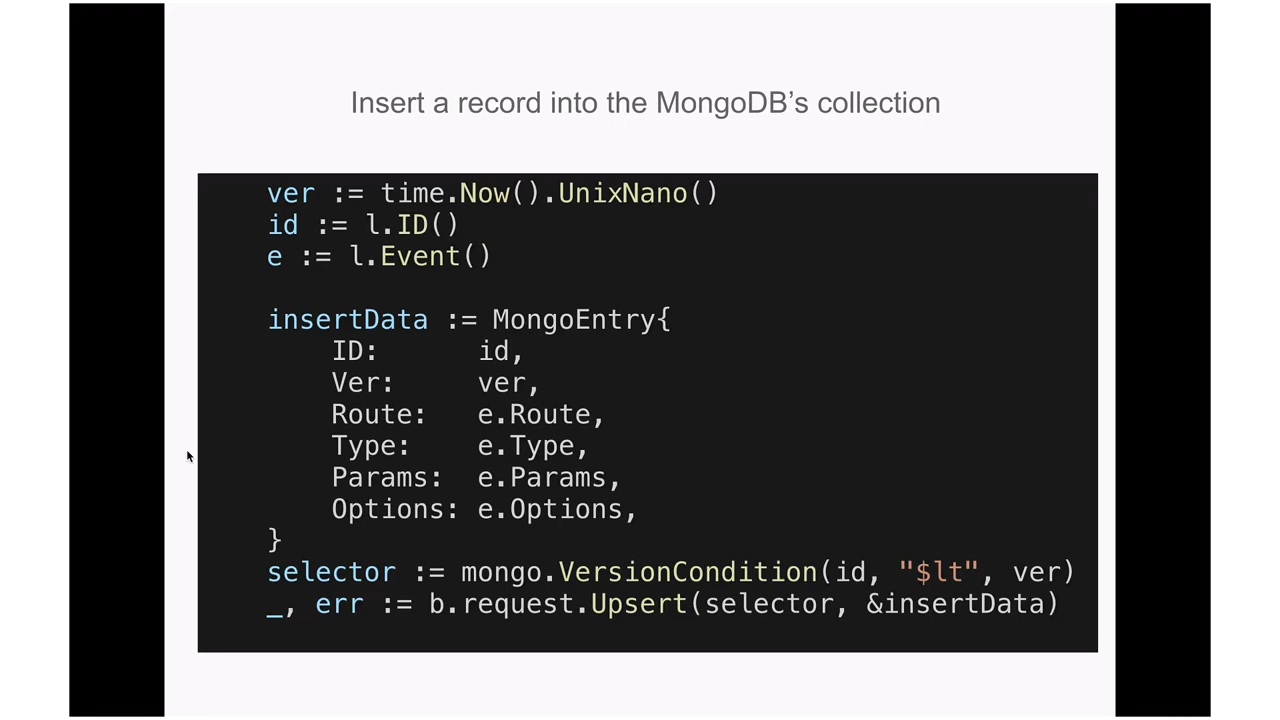 Insert a record into the MongoDB’s collection
ver := time.Now().UnixNano()
id := l.ID()
e := l.Event()
insertData := MongoEntry{
ID: id,
Ver: ver,
Route: e.Route,
Type: e.Type,
Params: e.Params,
Options: e.Options,
}
selector := mongo.VersionCondition(id, "$lt", ver)
_, err := b.request.Upsert(selector, &insertData)